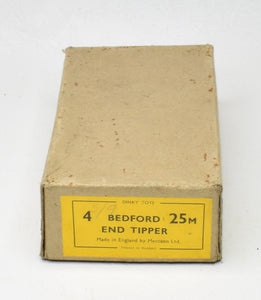 DINKY TOYS
4 BEDFORD 25M
END TIPPER
Made in England by Meccano Ltd.